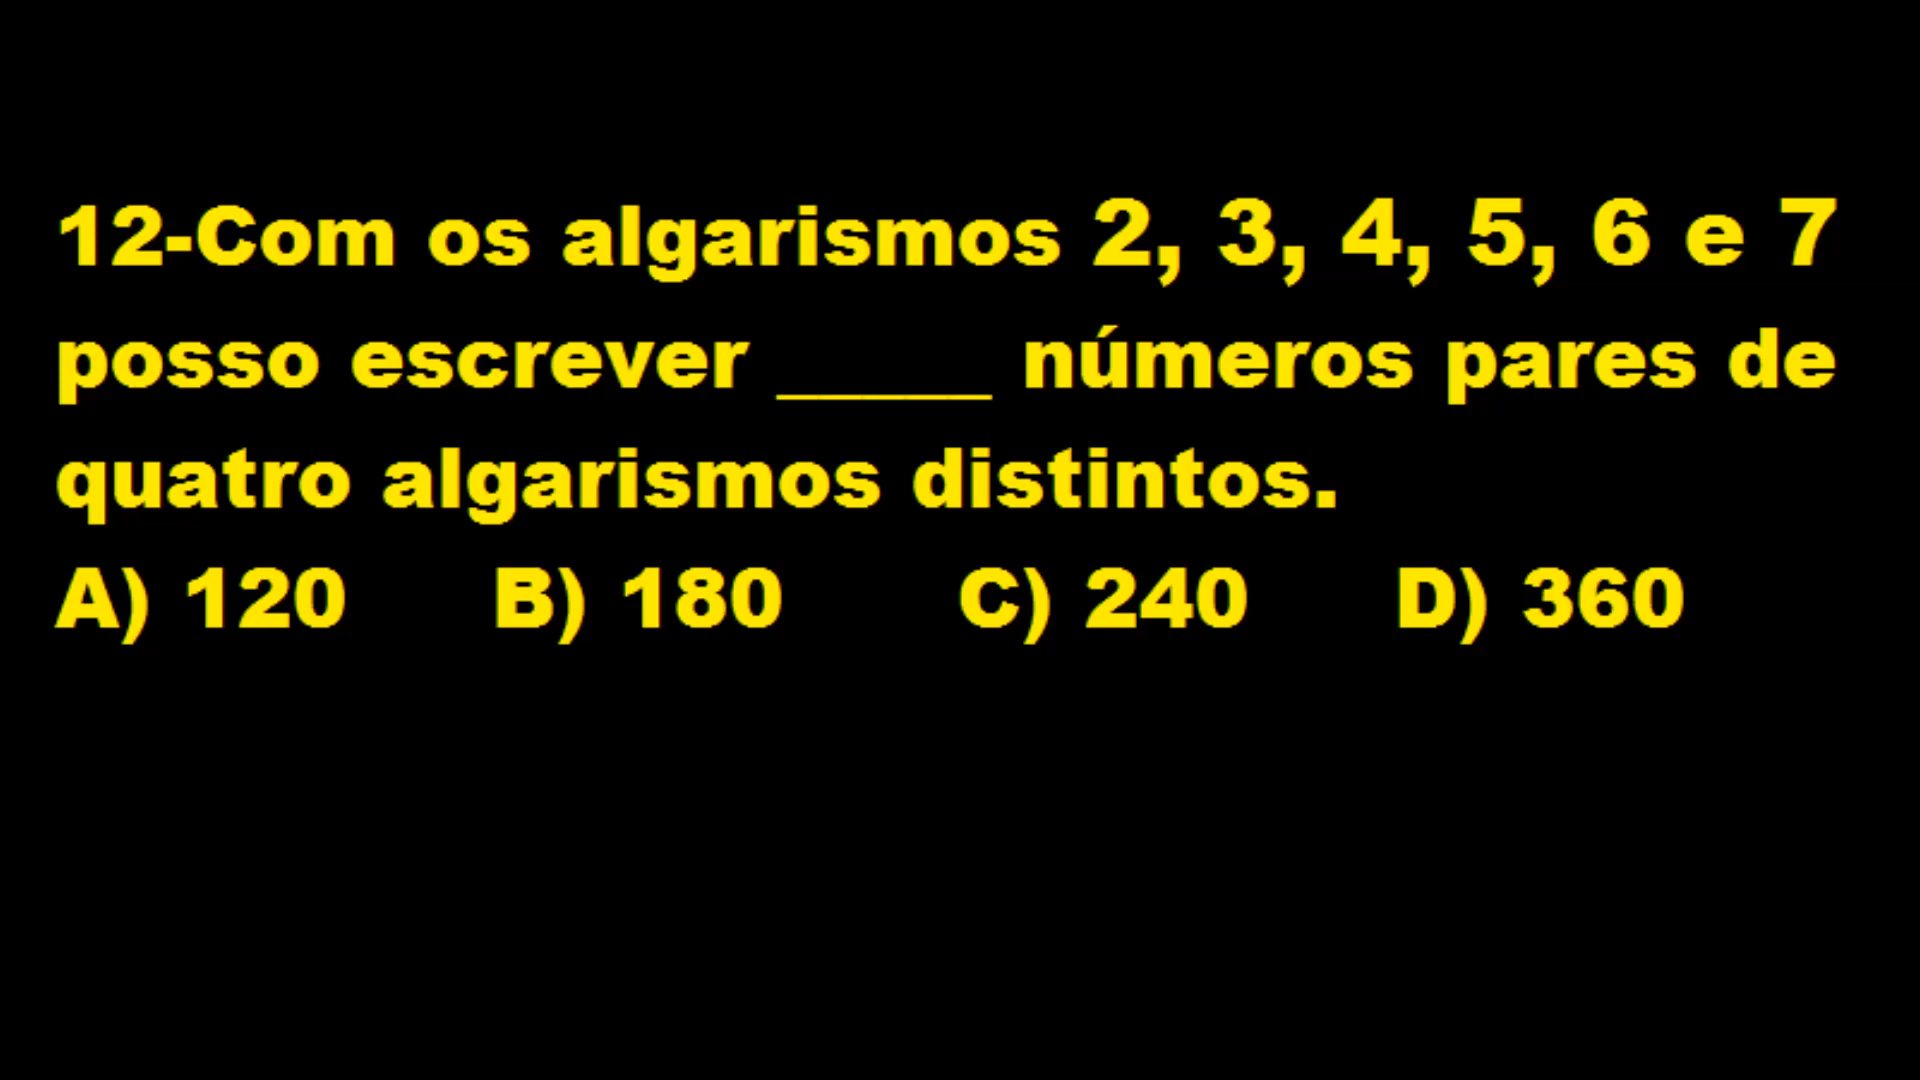 12-Com os algarismos 2, 3, 4, 5, 6 e 7
posso escrever _____ números pares de
quatro algarismos distintos.
A) 120 B) 180 C) 240 D) 360